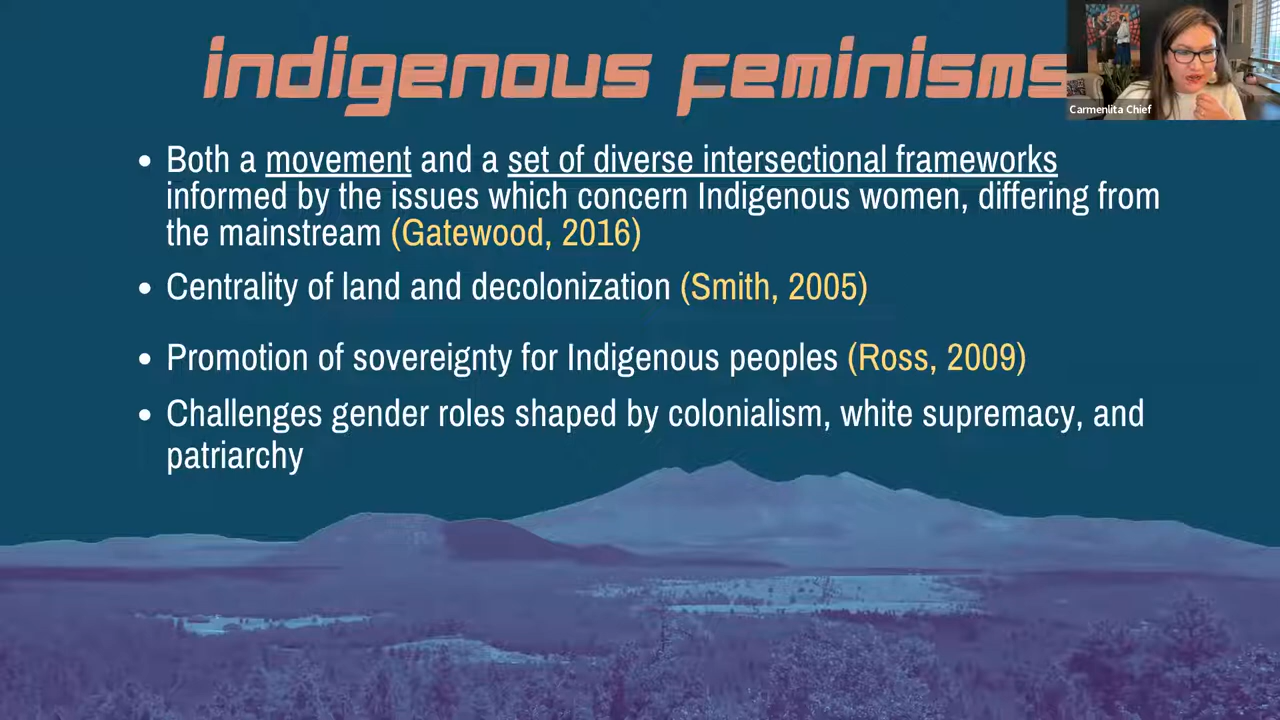 indigenous feminisms
Carmenlita Chief
• Both a movement and a set of diverse intersectional frameworks
informed by the issues which concern Indigenous women, differing from
the mainstream (Gatewood, 2016)
• Centrality of land and decolonization (Smith, 2005)
• Promotion of sovereignty for Indigenous peoples (Ross, 2009)
• Challenges gender roles shaped by colonialism, white supremacy, and
patriarchy